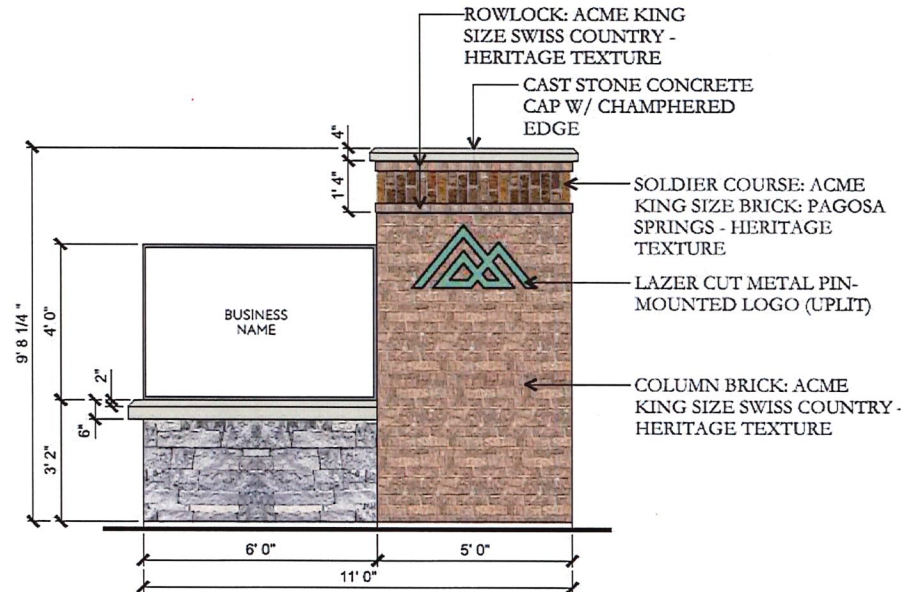 ROWLOCK: ACME KING
SIZE SWISS COUNTRY -
HERITAGE TEXTURE
CAST STONE CONCRETE
CAP W/ CHAMPHERED
EDGE
4"
1' 4"
SOLDIER COURSE: ACME
KING SIZE BRICK: PAGOSA
SPRINGS - HERITAGE
TEXTURE
LAZER CUT METAL PIN-
MOUNTED LOGO (UPLIT)
BUSINESS
NAME
9' 8 1/4 "
4' 0"
2"
6"
3' 2"
COLUMN BRICK: ACME
KING SIZE SWISS COUNTRY -
HERITAGE TEXTURE
6' 0"
5' 0"
11' 0"